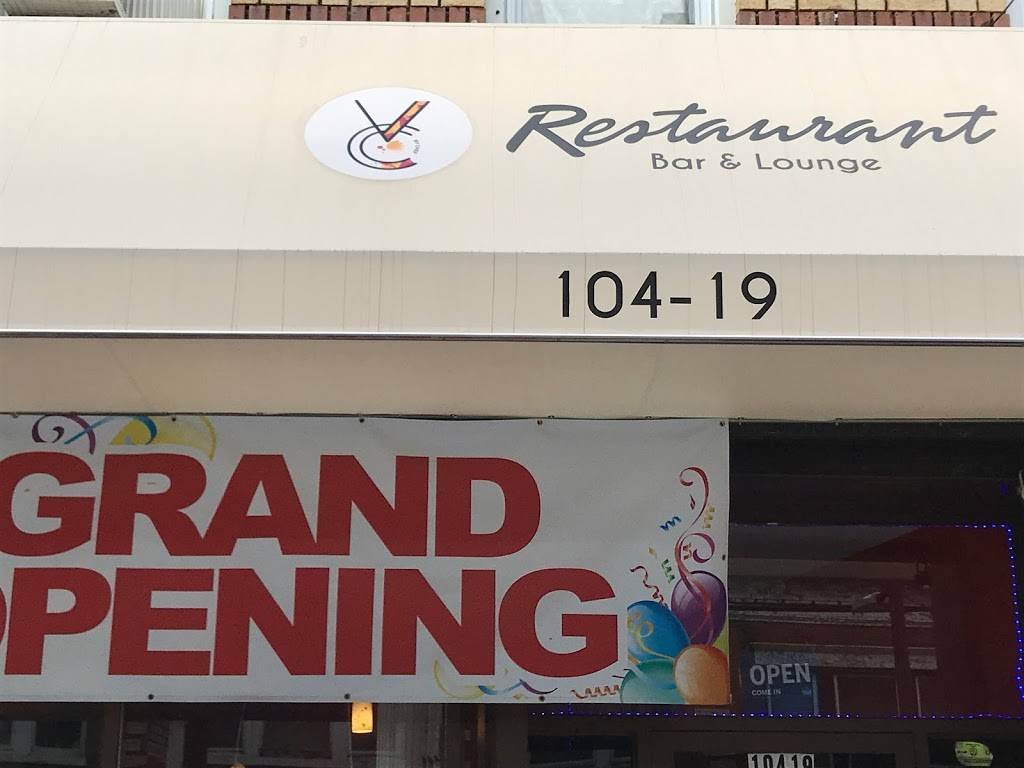 Restaurant
Bar & Lounge
104-19
GRAND
OPENING
OPEN
COME IN
10419